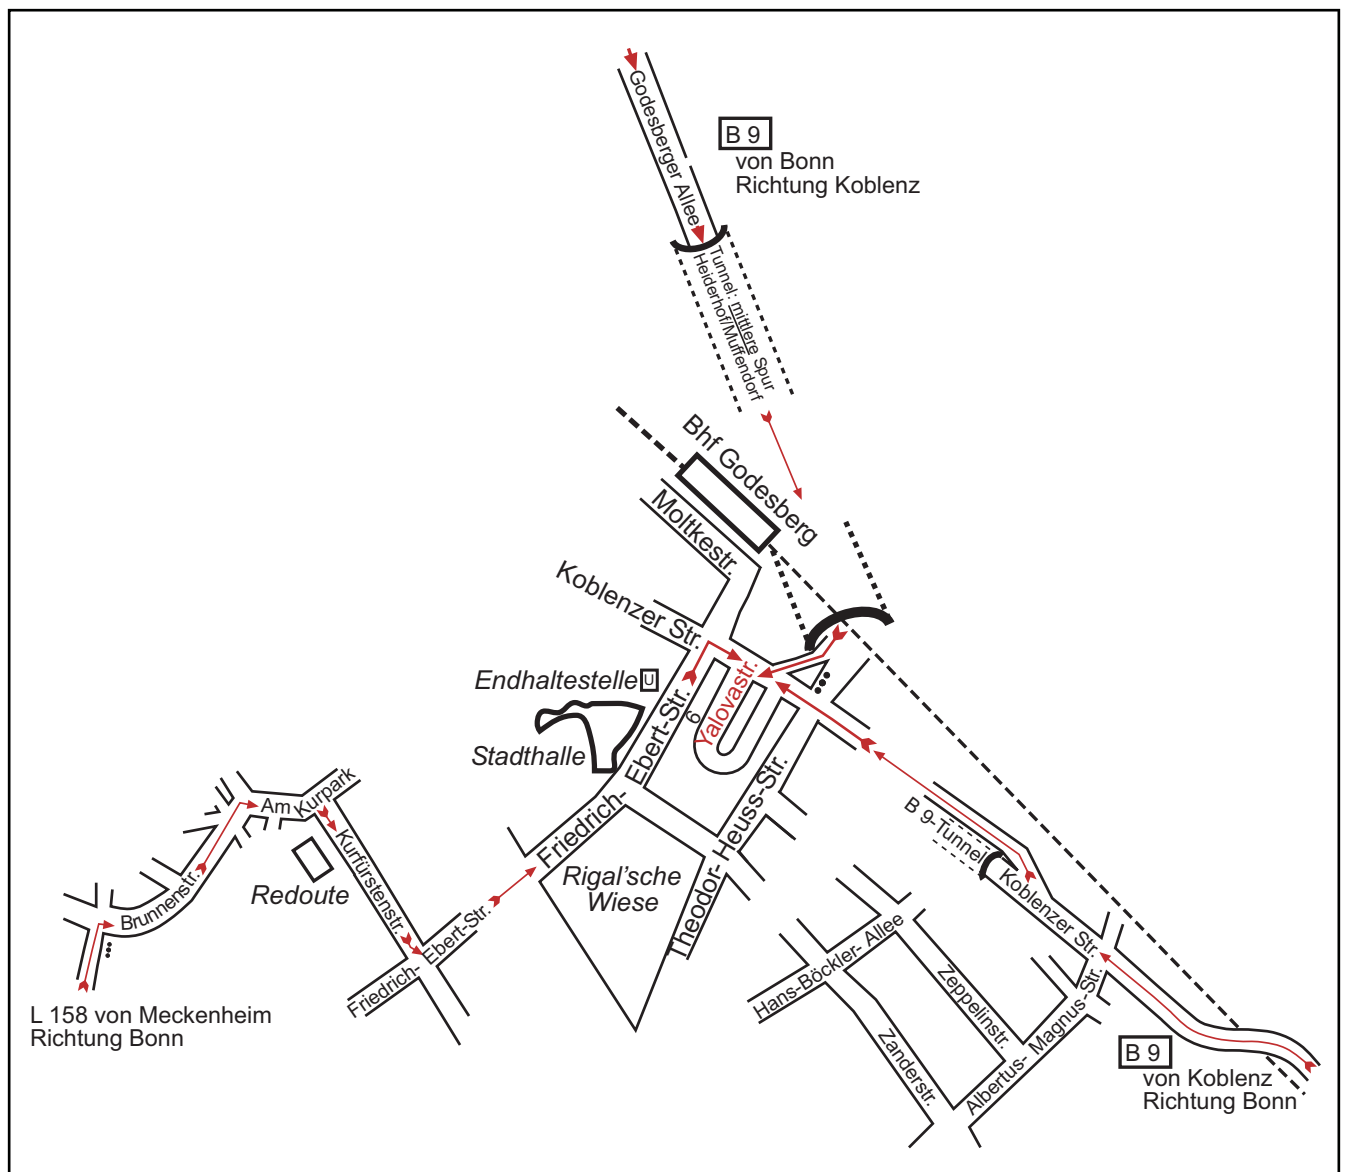 Godesberger Allee
B 9
von Bonn
Richtung Koblenz
Tunnel: mittlere Spur
Heiderhof/Muffendorf
Bhf Godesberg
Moltkestr.
Koblenzer Str.
Endhaltestelle U
Yalovastr.
6
Stadthalle
Friedrich- Ebert-Str.
Theodor- Heuss-Str.
Rigal'sche
Wiese
B 9-Tunnel
Koblenzer Str.
Am Kurpark
Kurfürstenstr.
Redoute
Brunnenstr.
Friedrich- Ebert-Str.
L 158 von Meckenheim
Richtung Bonn
Hans-Böckler- Allee
Zeppelinstr.
Zanderstr.
Albertus- Magnus-Str.
B 9
von Koblenz
Richtung Bonn